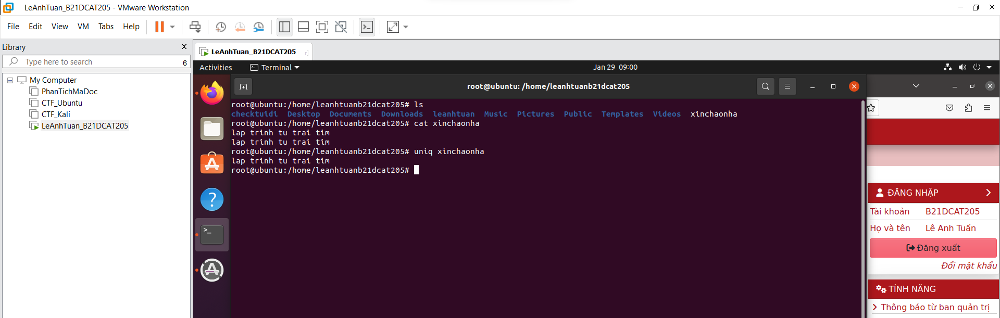 LeAnhTuan_B21DCAT205 - VMware Workstation
File Edit View VM Tabs Help
Library
Type here to search
6
My Computer
PhanTichMaDoc
CTF_Ubuntu
CTF_Kali
LeAnhTuan_B21DCAT205
LeAnhTuan_B21DCAT205
Activities Terminal Jan 29 09:00
root@ubuntu: /home/leanhtuanb21dcat205
root@ubuntu:/home/leanhtuanb21dcat205# ls
checktuidi Desktop Documents Downloads leanhtuan Music Pictures Public Templates Videos xinchaonha
root@ubuntu:/home/leanhtuanb21dcat205# cat xinchaonha
lap trinh tu trai tim
lap trinh tu trai tim
root@ubuntu:/home/leanhtuanb21dcat205# uniq xinchaonha
lap trinh tu trai tim
root@ubuntu:/home/leanhtuanb21dcat205#
ĐĂNG NHẬP
Tài khoản B21DCAT205
Họ và tên Lê Anh Tuấn
Đăng xuất
Đổi mật khẩu
TÍNH NĂNG
Thông báo từ ban quản trị